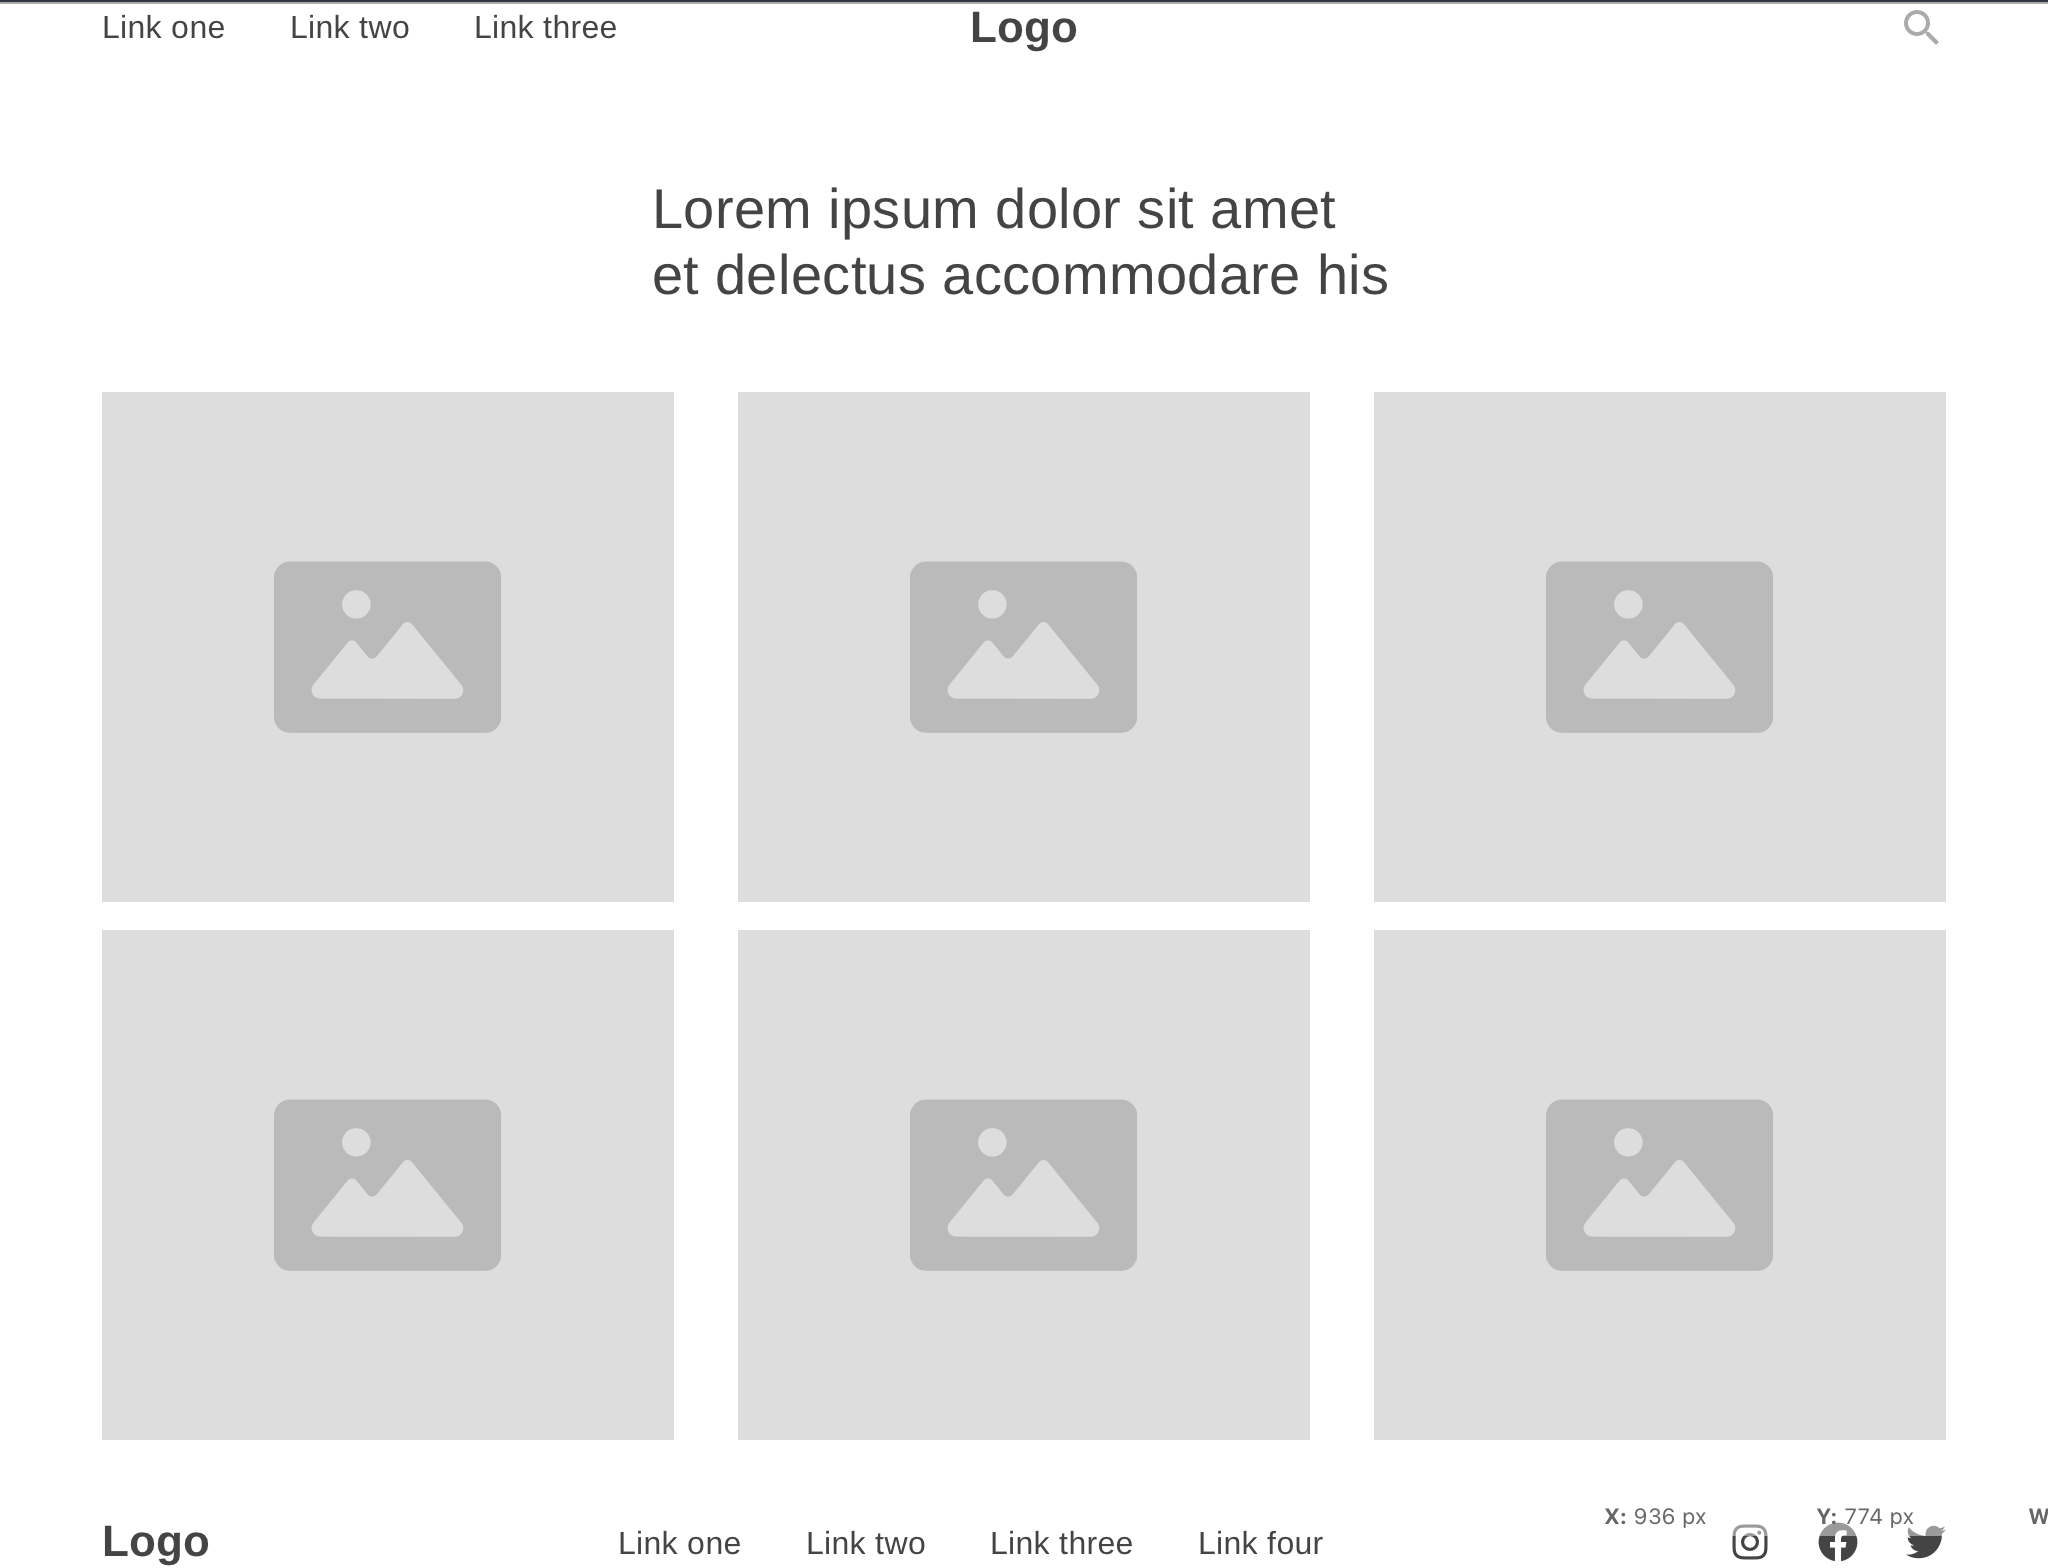 Link one Link two Link three Logo
Lorem ipsum dolor sit amet
et delectus accommodare his
X: 936 px Y: 774 px W
Logo Link one Link two Link three Link four